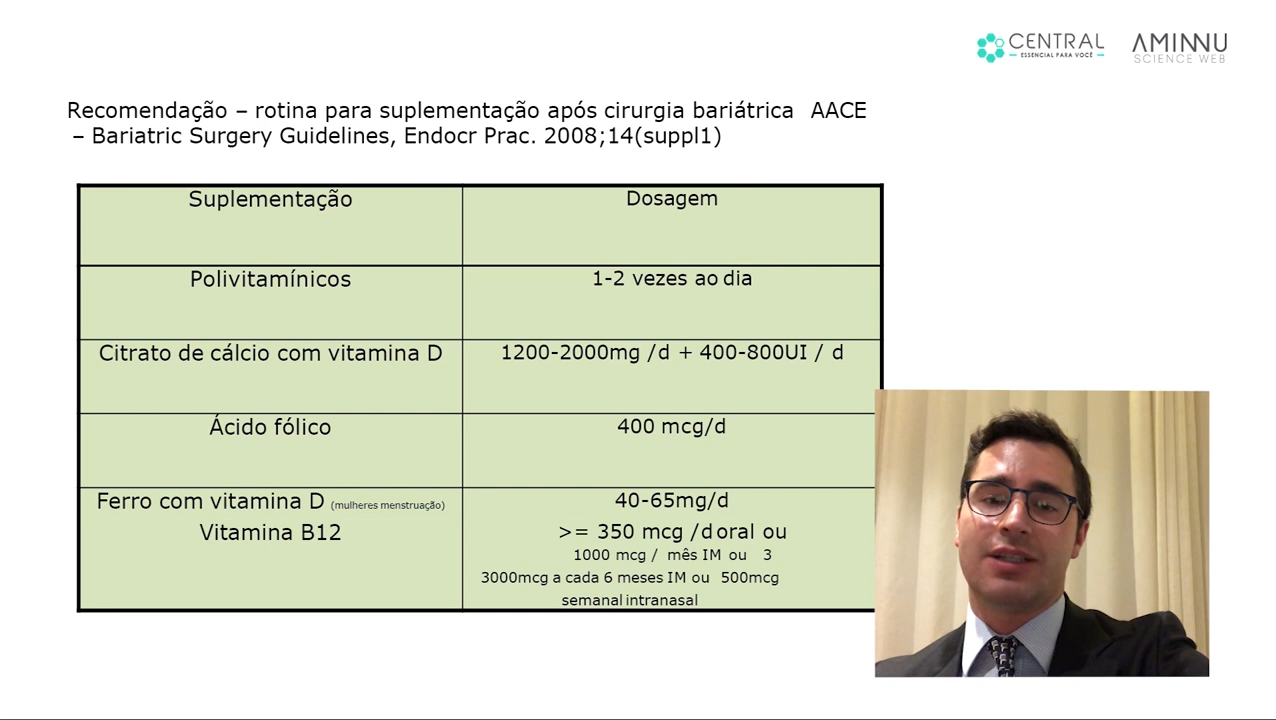 CENTRAL
ESSENCIAL PARA VOCÊ
AMINNU
SCIENCE WEB
Recomendação – rotina para suplementação após cirurgia bariátrica AACE
– Bariatric Surgery Guidelines, Endocr Prac. 2008;14(suppl1)
Suplementação
Dosagem
Polivitamínicos
1-2 vezes ao dia
Citrato de cálcio com vitamina D
1200-2000mg /d + 400-800UI / d
Ácido fólico
400 mcg/d
Ferro com vitamina D (mulheres menstruação)
40-65mg/d
Vitamina B12
>= 350 mcg /d oral ou
1000 mcg / mês IM ou 3
3000mcg a cada 6 meses IM ou 500mcg
semanal intranasal